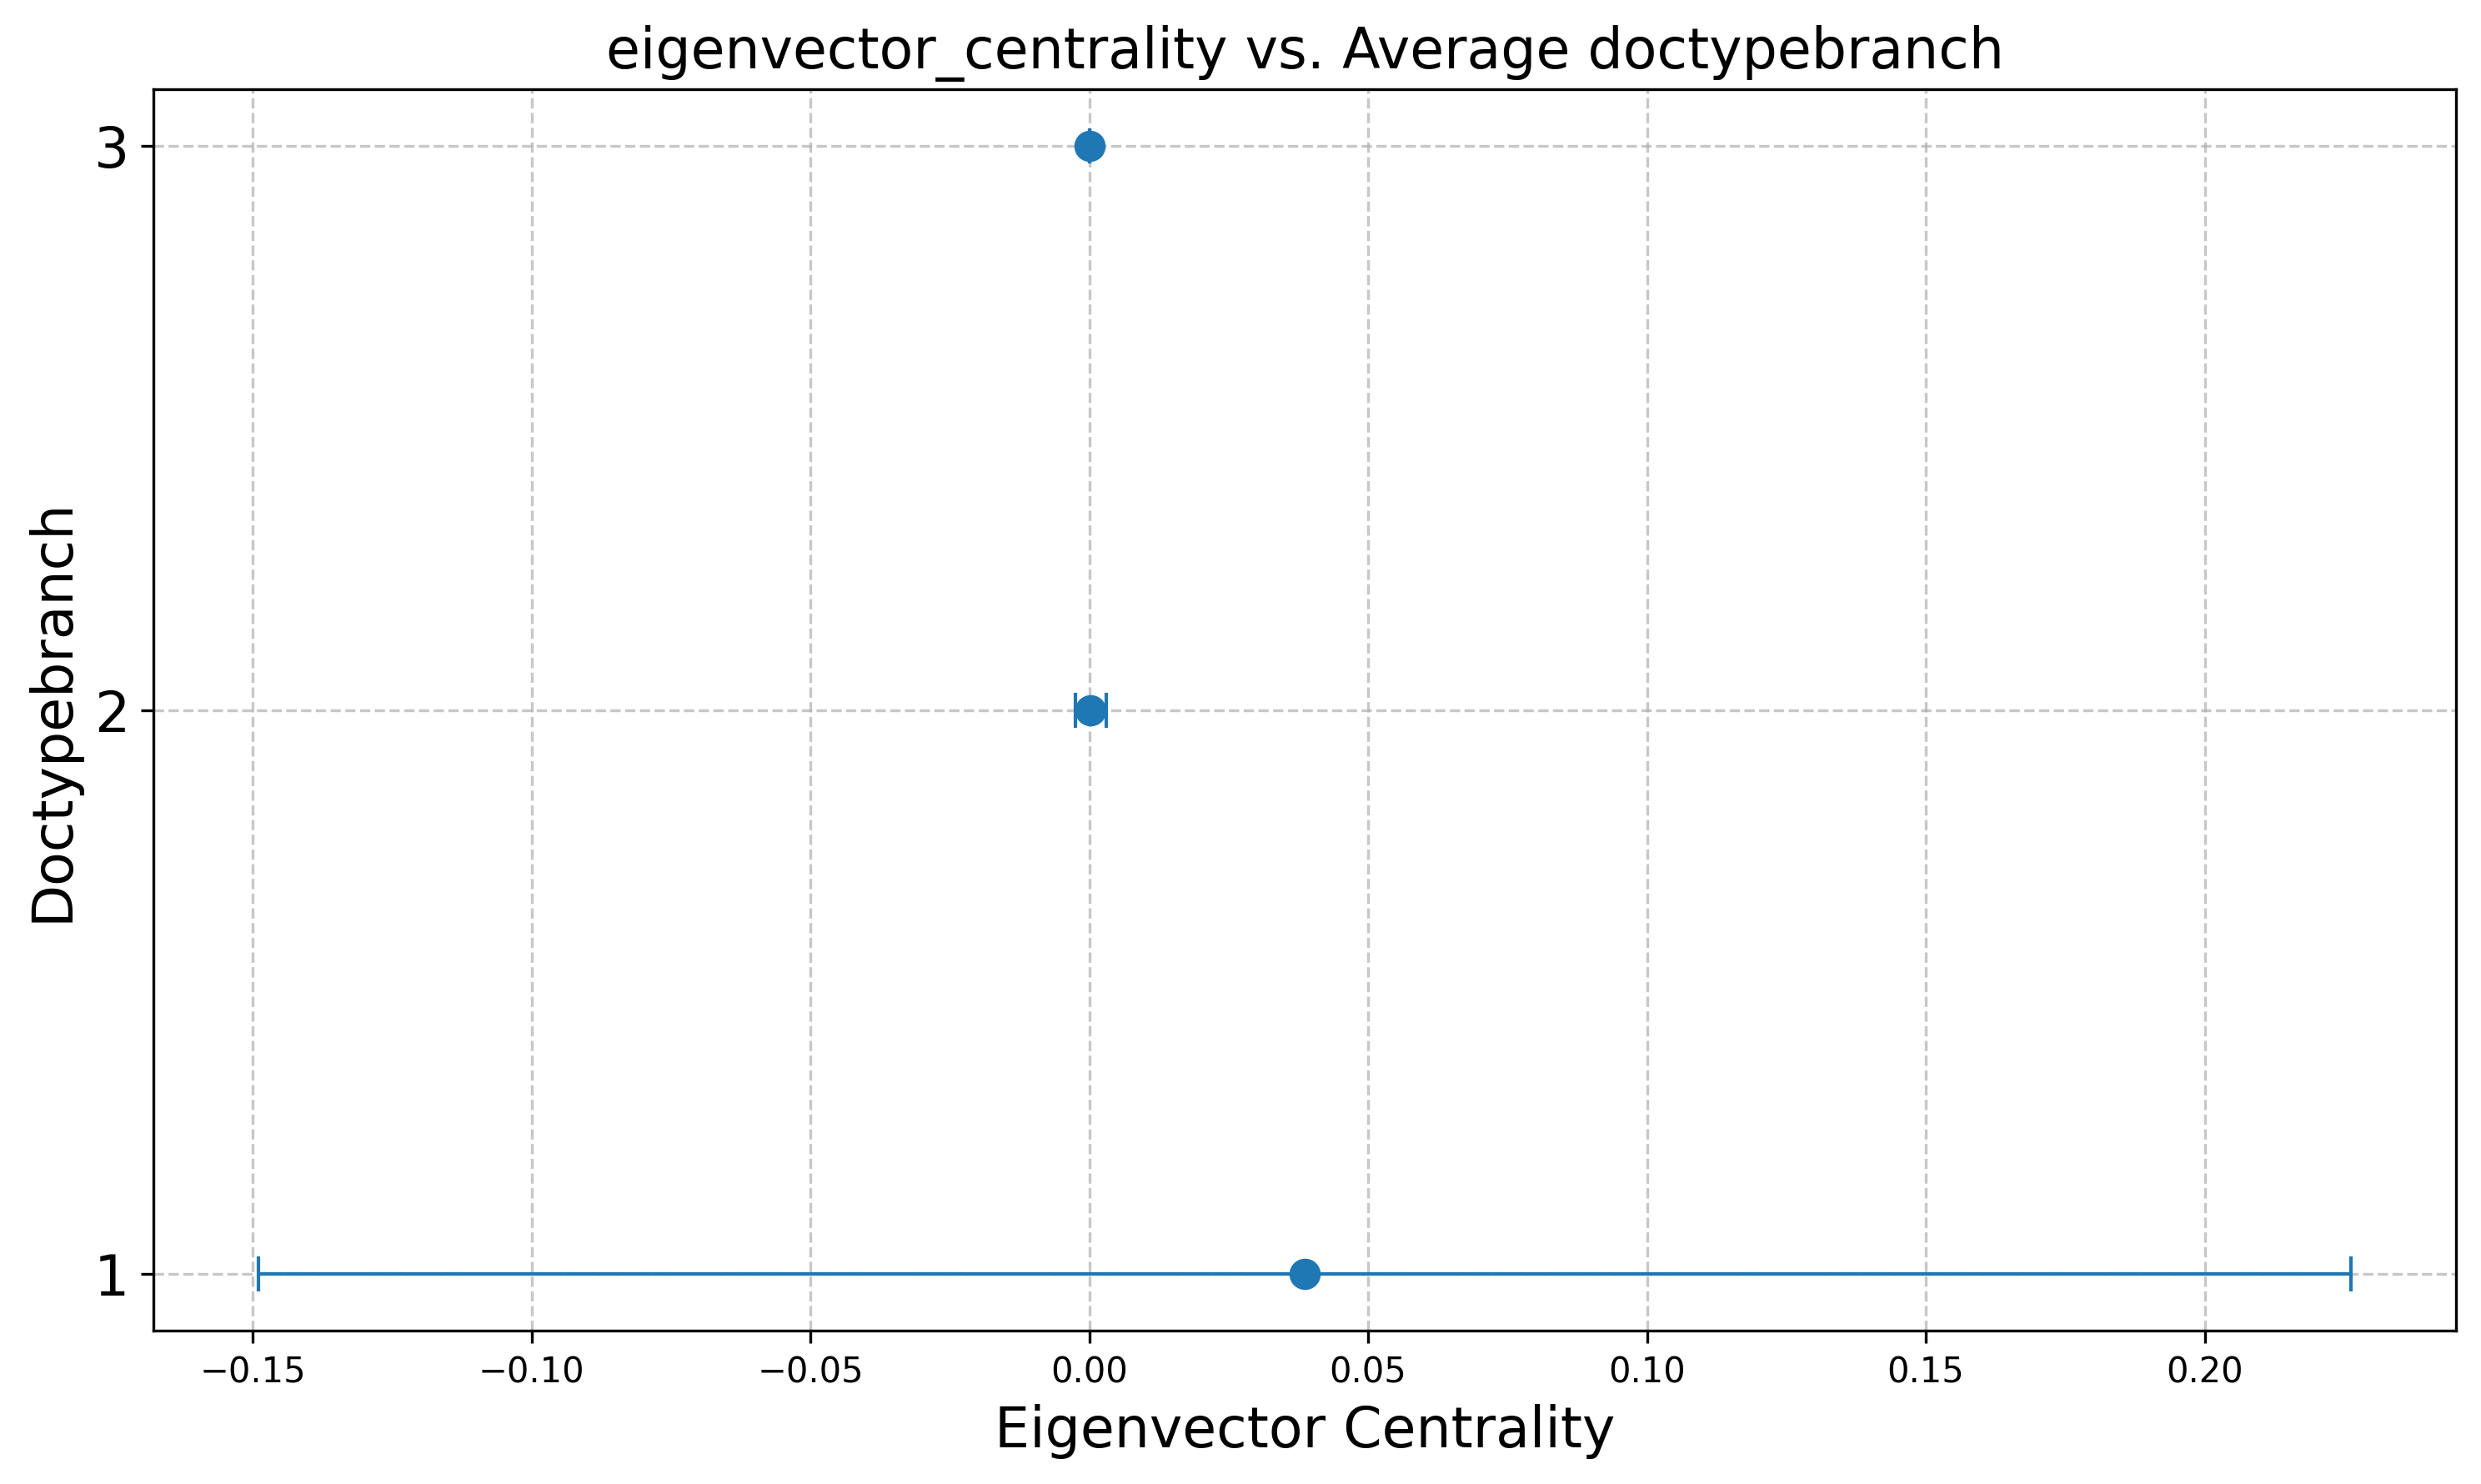 eigenvector_centrality vs. Average doctypebranch
Doctypebranch
3
2
1
−0.15 −0.10 −0.05 0.00 0.05 0.10 0.15 0.20
Eigenvector Centrality